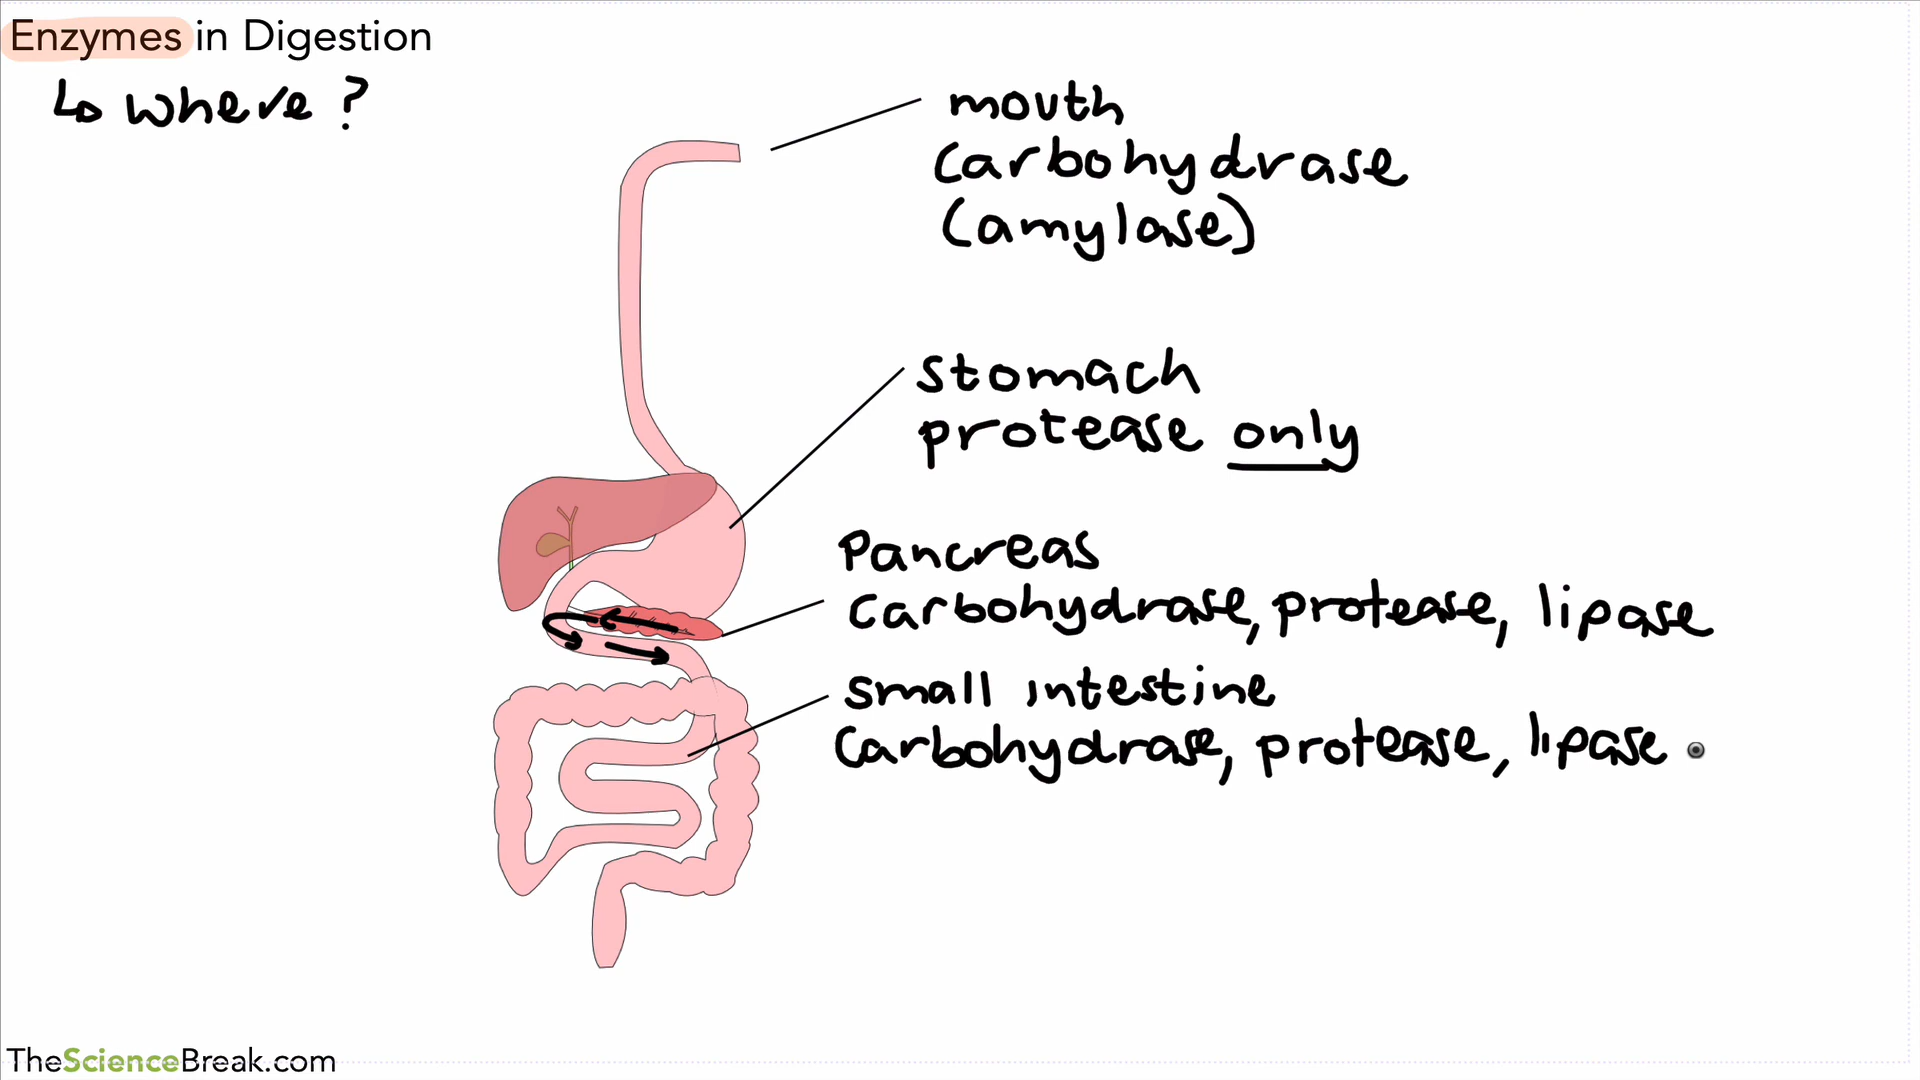 Enzymes in Digestion
↳ where?
mouth
carbohydrase
(amylase)
stomach
protease only
Pancreas
carbohydrase, protease, lipase
small intestine
carbohydrase, protease, lipase
TheScienceBreak.com